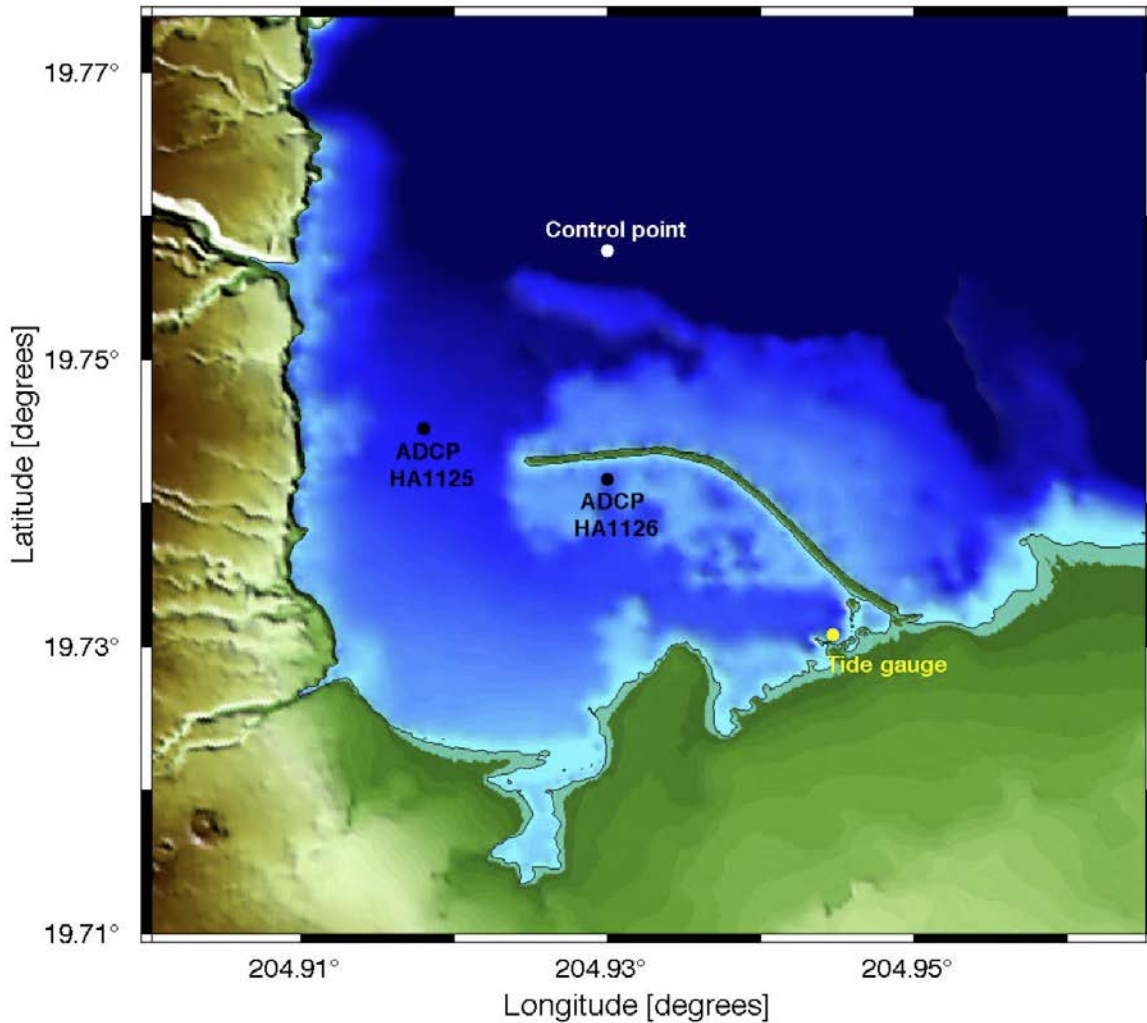 19.77°
Control point
19.75°
Latitude [degrees]
ADCP
HA1125
ADCP
HA1126
19.73°
Tide gauge
19.71°
204.91° 204.93° 204.95°
Longitude [degrees]